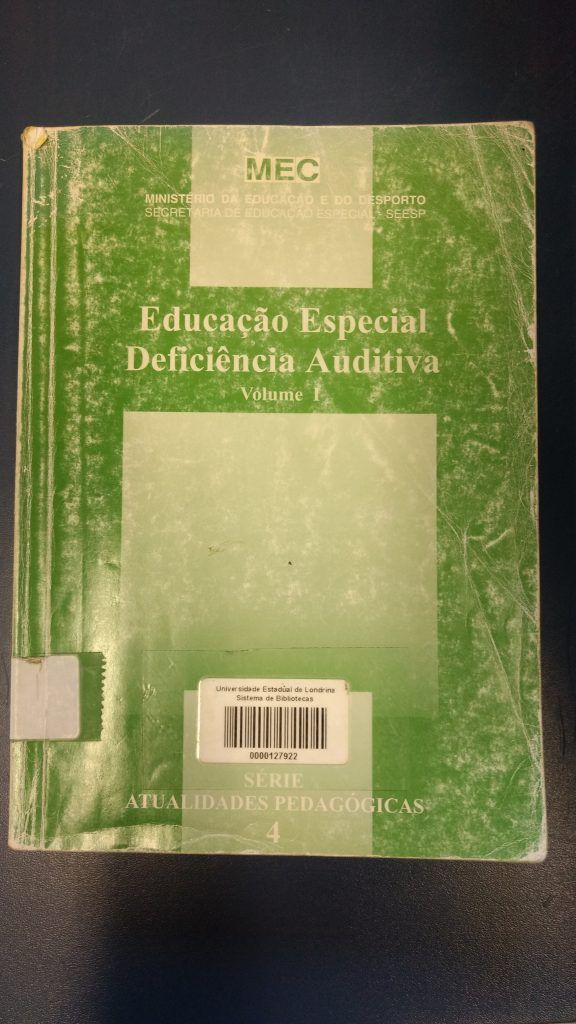 MEC
MINISTÉRIO DA EDUCAÇÃO E DO DESPORTO
SECRETARIA DE EDUCAÇÃO ESPECIAL - SEESP
Educação Especial
Deficiência Auditiva
Volume I
Universidade Estadual de Londrina
Sistema de Bibliotecas
0000127922
SÉRIE
ATUALIDADES PEDAGÓGICAS
4